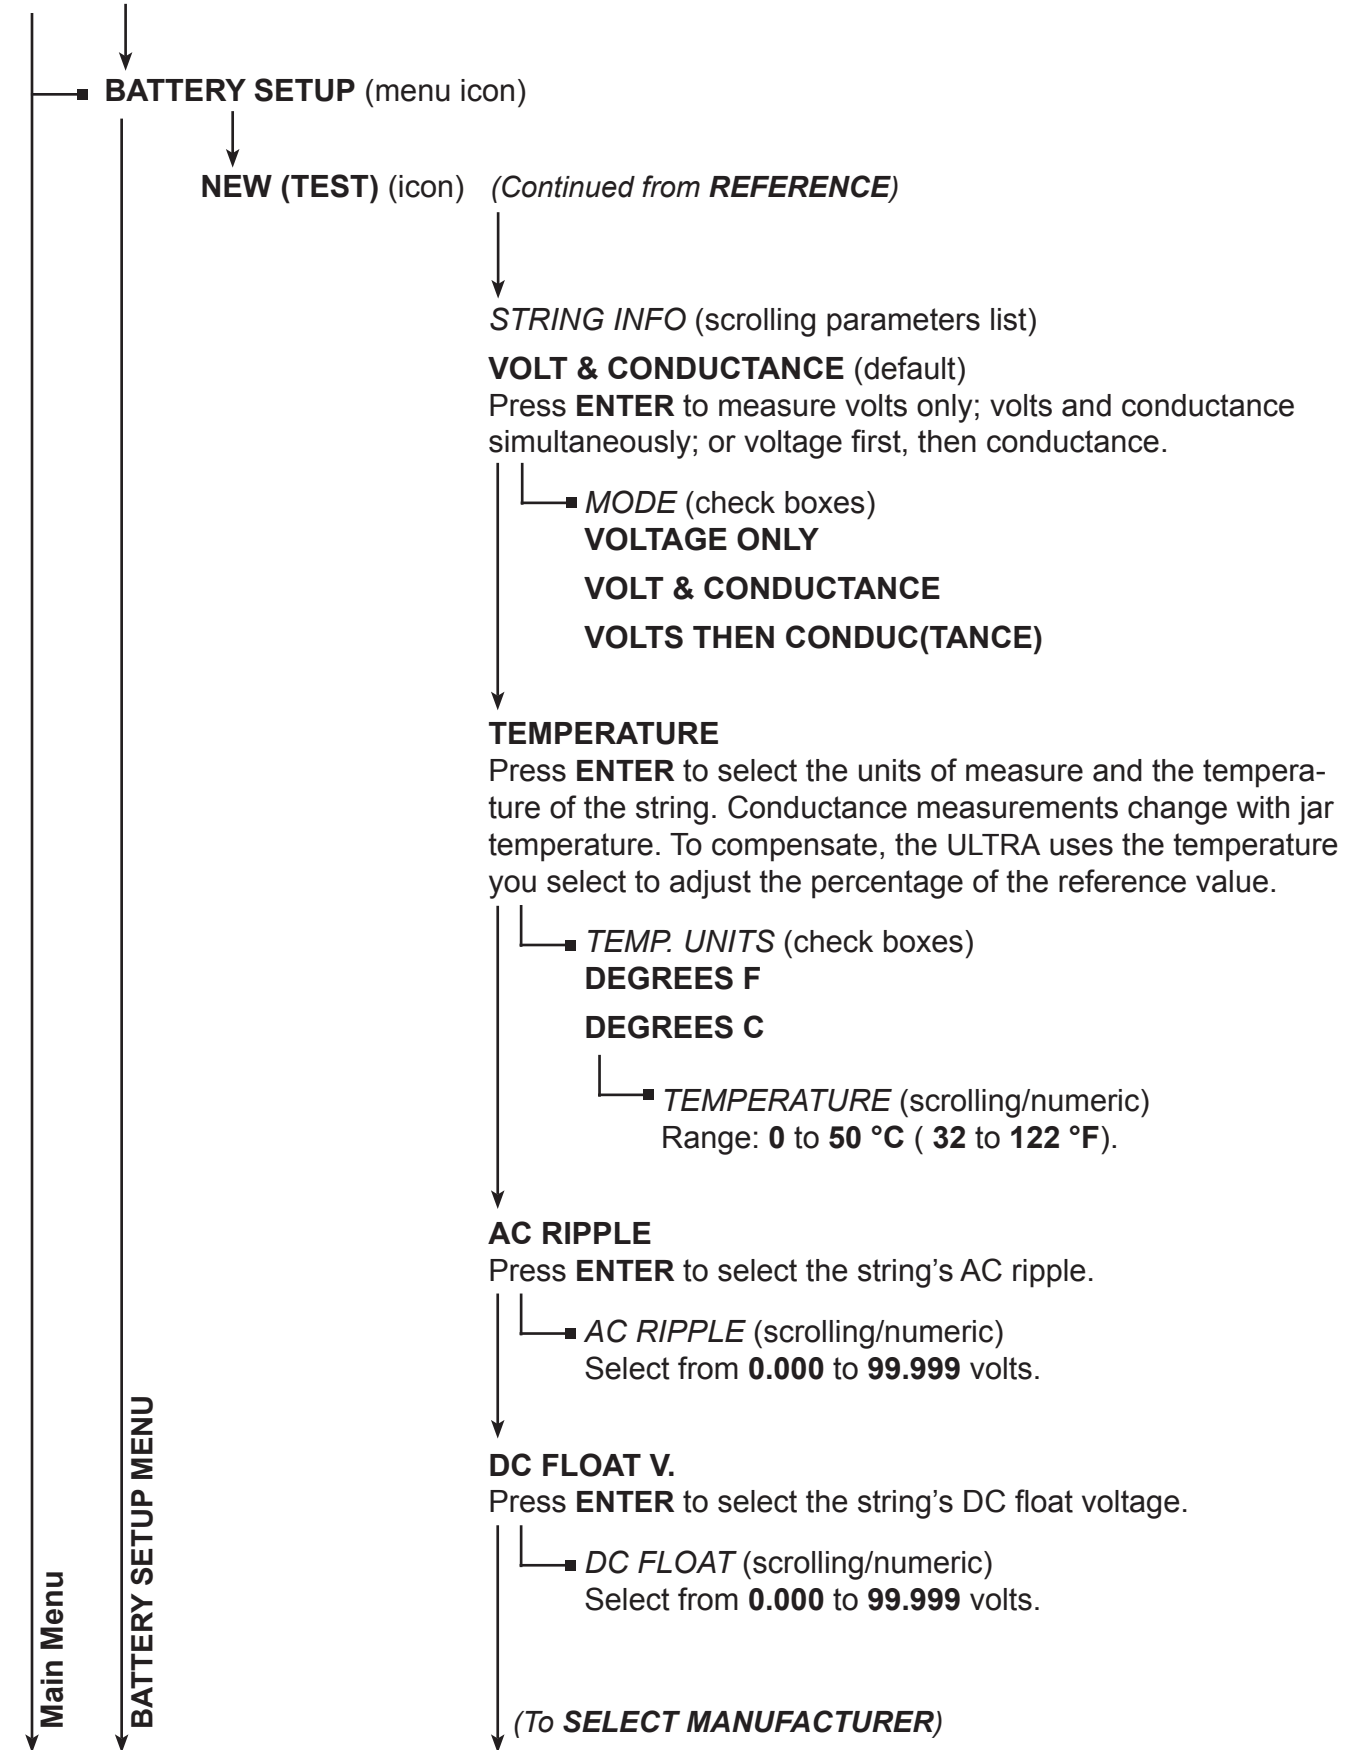 BATTERY SETUP (menu icon)
NEW (TEST) (icon) (Continued from REFERENCE)
STRING INFO (scrolling parameters list)
VOLT & CONDUCTANCE (default)
Press ENTER to measure volts only; volts and conductance
simultaneously; or voltage first, then conductance.
MODE (check boxes)
VOLTAGE ONLY
VOLT & CONDUCTANCE
VOLTS THEN CONDUC(TANCE)
TEMPERATURE
Press ENTER to select the units of measure and the tempera-
ture of the string. Conductance measurements change with jar
temperature. To compensate, the ULTRA uses the temperature
you select to adjust the percentage of the reference value.
TEMP. UNITS (check boxes)
DEGREES F
DEGREES C
TEMPERATURE (scrolling/numeric)
Range: 0 to 50 °C ( 32 to 122 °F).
AC RIPPLE
Press ENTER to select the string’s AC ripple.
AC RIPPLE (scrolling/numeric)
Select from 0.000 to 99.999 volts.
DC FLOAT V.
Press ENTER to select the string’s DC float voltage.
DC FLOAT (scrolling/numeric)
Select from 0.000 to 99.999 volts.
(To SELECT MANUFACTURER)
Main Menu
BATTERY SETUP MENU